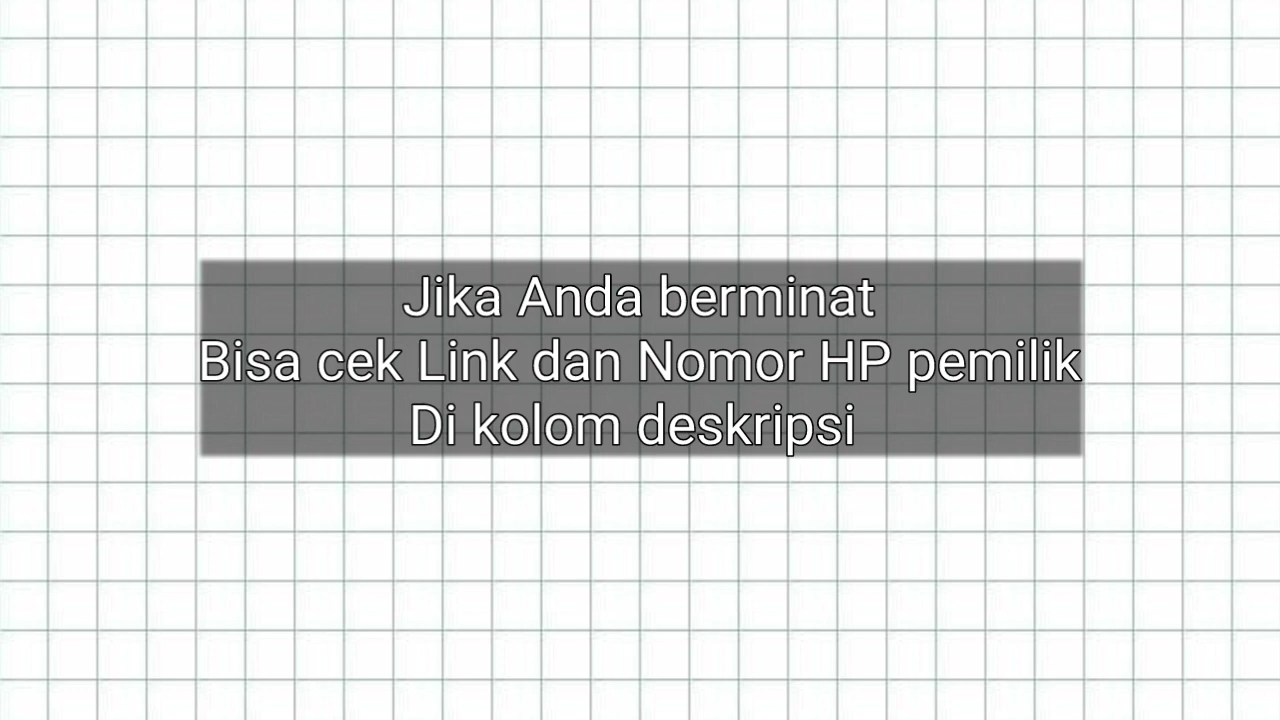 Jika Anda berminat
Bisa cek Link dan Nomor HP pemilik
Di kolom deskripsi